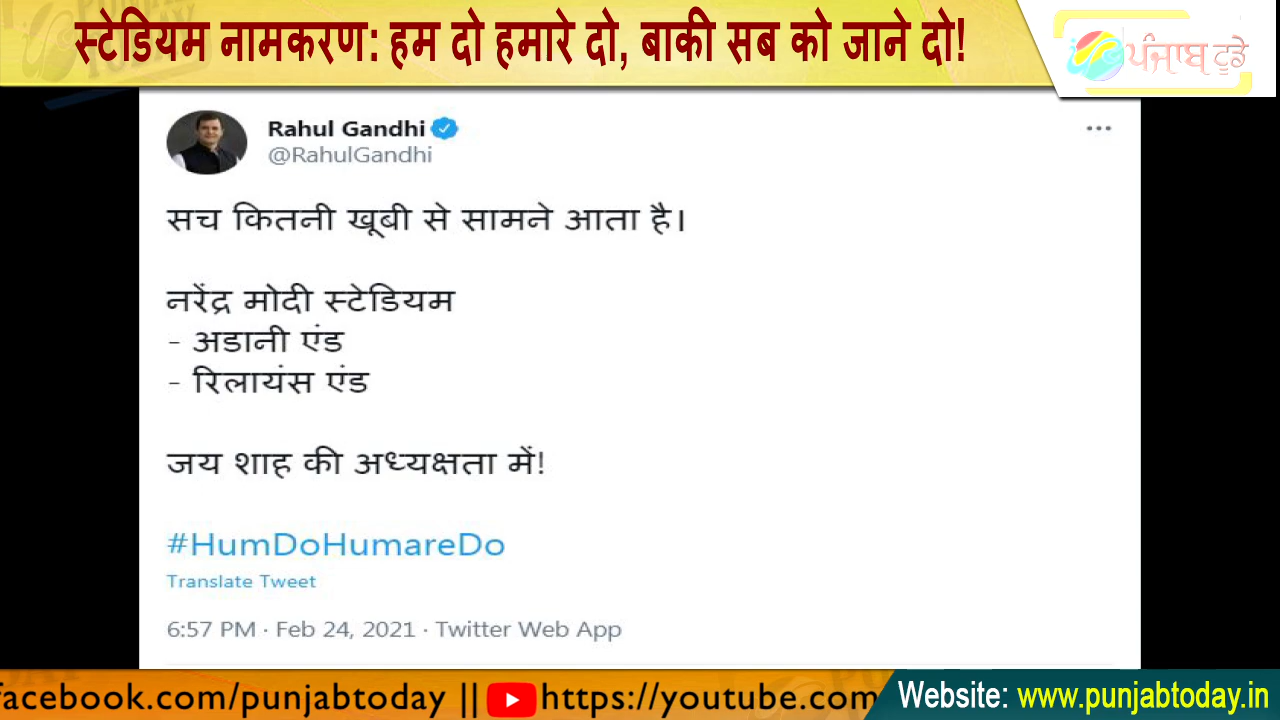 स्टेडियम नामकरण: हम दो हमारे दो, बाकी सब को जाने दो!
ਪੰਜਾਬ ਟੂਡੇ
Rahul Gandhi
@RahulGandhi
सच कितनी खूबी से सामने आता है।
नरेंद्र मोदी स्टेडियम
- अडानी एंड
- रिलायंस एंड
जय शाह की अध्यक्षता में!
#HumDoHumareDo
Translate Tweet
6:57 PM · Feb 24, 2021 · Twitter Web App
facebook.com/punjabtoday || https://youtube.com
Website: www.punjabtoday.in